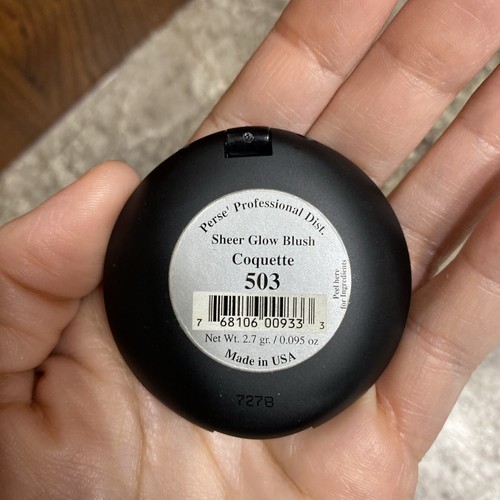 Perse' Professional Dist.
Sheer Glow Blush
Coquette
503
Peel here
for Ingredients
7 68106 00933 3
Net Wt. 2.7 gr. / 0.095 oz
Made in USA
727B